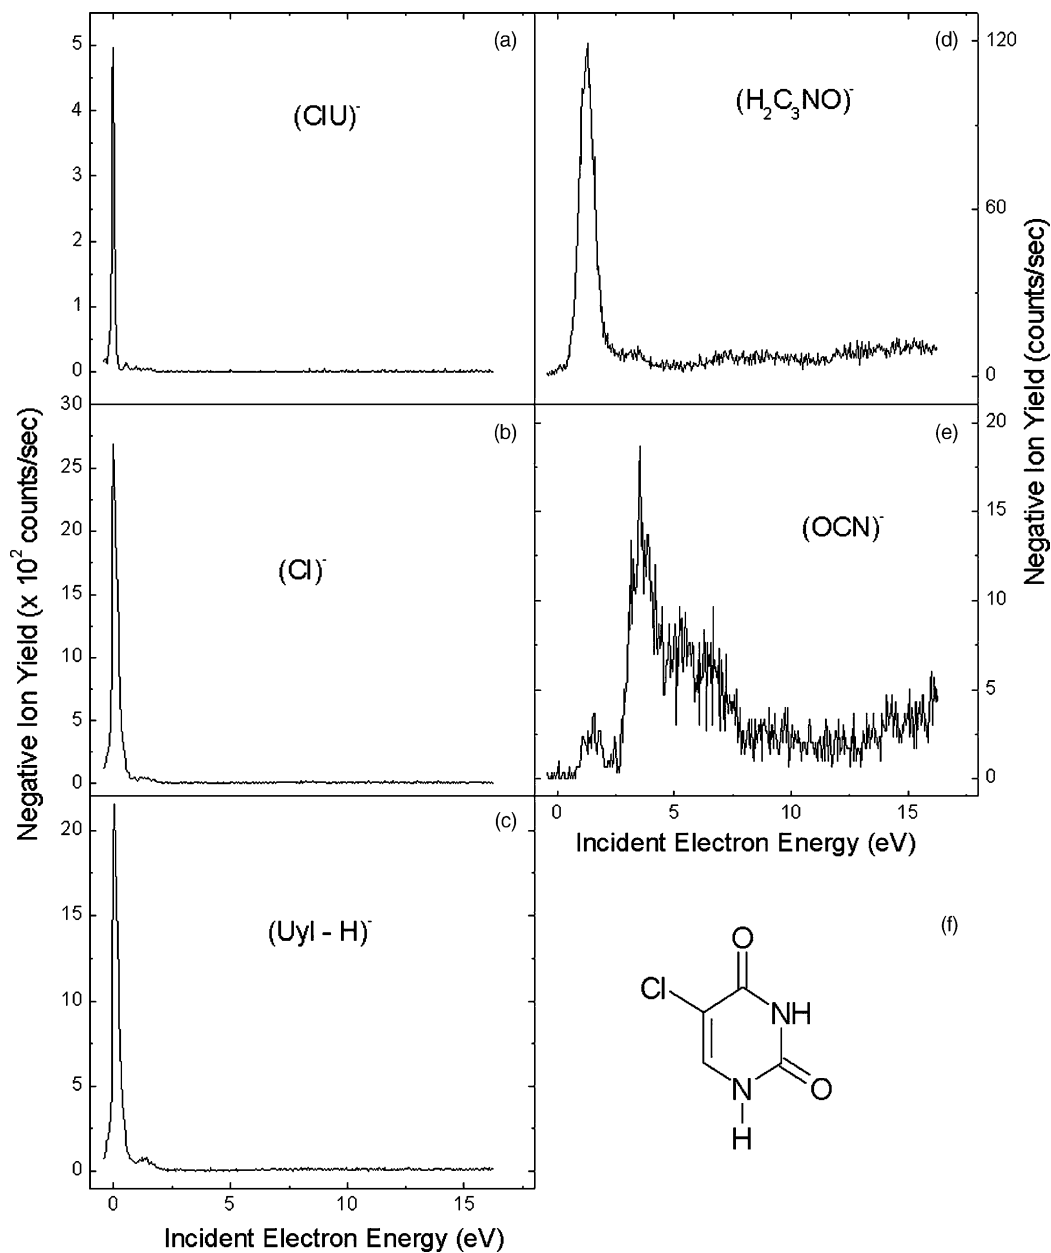 (a)
(ClU)-
5
4
3
2
1
0
(b)
(Cl)-
30
25
20
15
10
5
0
(c)
(Uyl - H)-
20
15
10
5
0
0 5 10 15
Incident Electron Energy (eV)
Negative Ion Yield (x 10² counts/sec)
(d)
(H₂C₃NO)-
120
60
0
(e)
(OCN)-
20
15
10
5
0
0 5 10 15
Incident Electron Energy (eV)
Negative Ion Yield (counts/sec)
(f)
O
Cl
NH
N
O
H